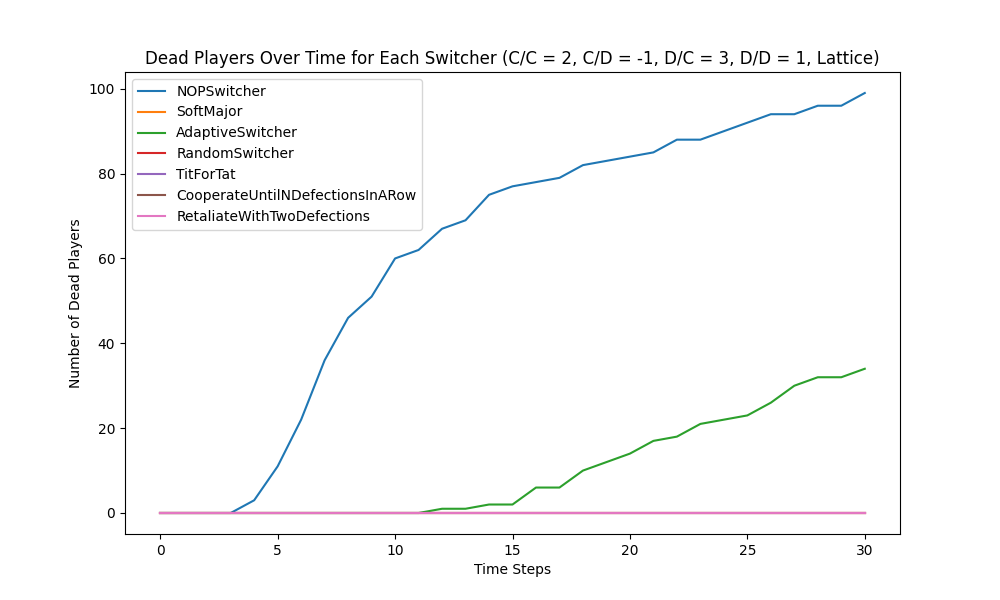 Dead Players Over Time for Each Switcher (C/C = 2, C/D = -1, D/C = 3, D/D = 1, Lattice)
NOPSwitcher
SoftMajor
AdaptiveSwitcher
RandomSwitcher
TitForTat
CooperateUntilNDefectionsInARow
RetaliateWithTwoDefections
Number of Dead Players
100
80
60
40
20
0
0 5 10 15 20 25 30
Time Steps